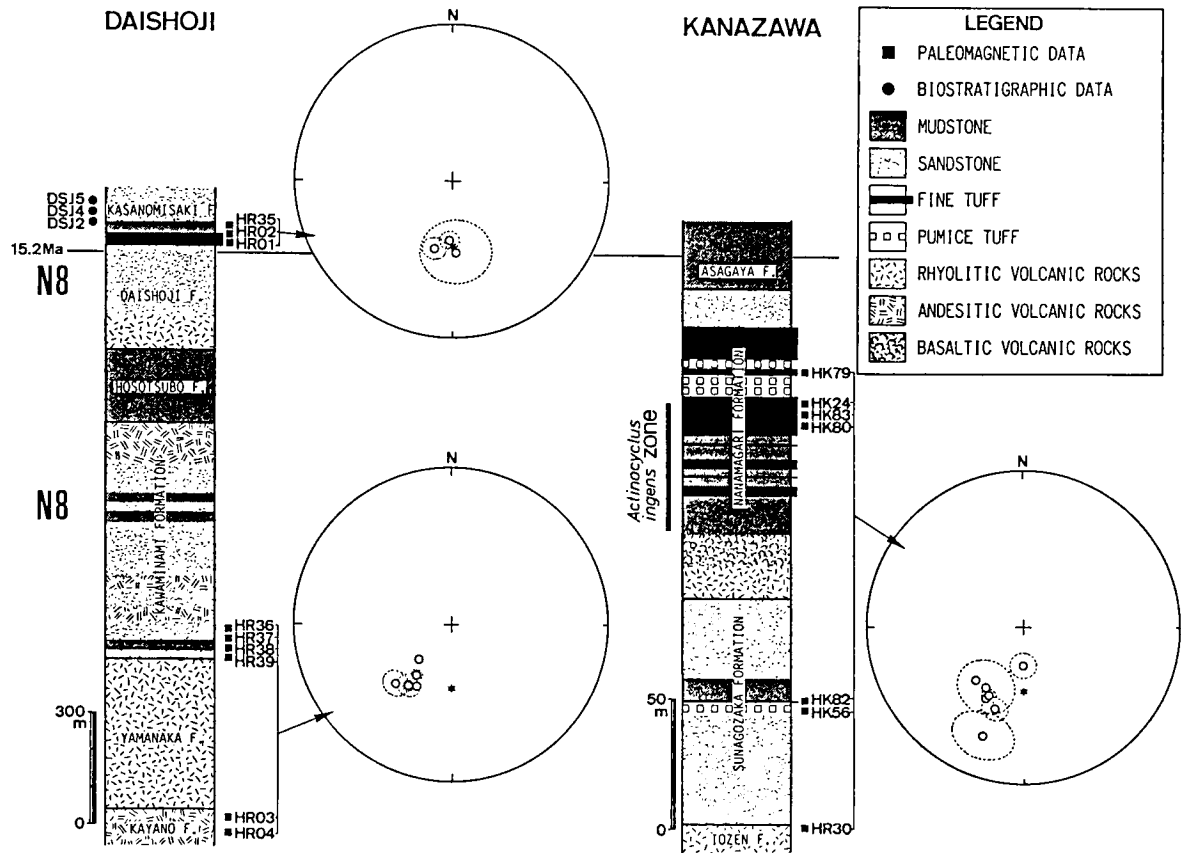 DAISHOJI
DSJ5
DSJ4
DSJ2
15.2Ma
N8
N8
KASANOMISAKI F.
DAISHOJI F.
HOSOTSUBO F.
KAWAMINAMI FORMATION
YAMANAKA F.
KAYANO F.
300
m
0
HR35
HR02
HR01
HR36
HR37
HR38
HR39
HR03
HR04
N
N
KANAZAWA
Actinocyclus
ingens zone
50
m
0
ASAGAYA F.
NANAMAGARI FORMATION
SUNAGOZAKA FORMATION
IOZEN F.
HK79
HK24
HK83
HK80
HK82
HK56
HR30
N
LEGEND
PALEOMAGNETIC DATA
BIOSTRATIGRAPHIC DATA
MUDSTONE
SANDSTONE
FINE TUFF
PUMICE TUFF
RHYOLITIC VOLCANIC ROCKS
ANDESITIC VOLCANIC ROCKS
BASALTIC VOLCANIC ROCKS